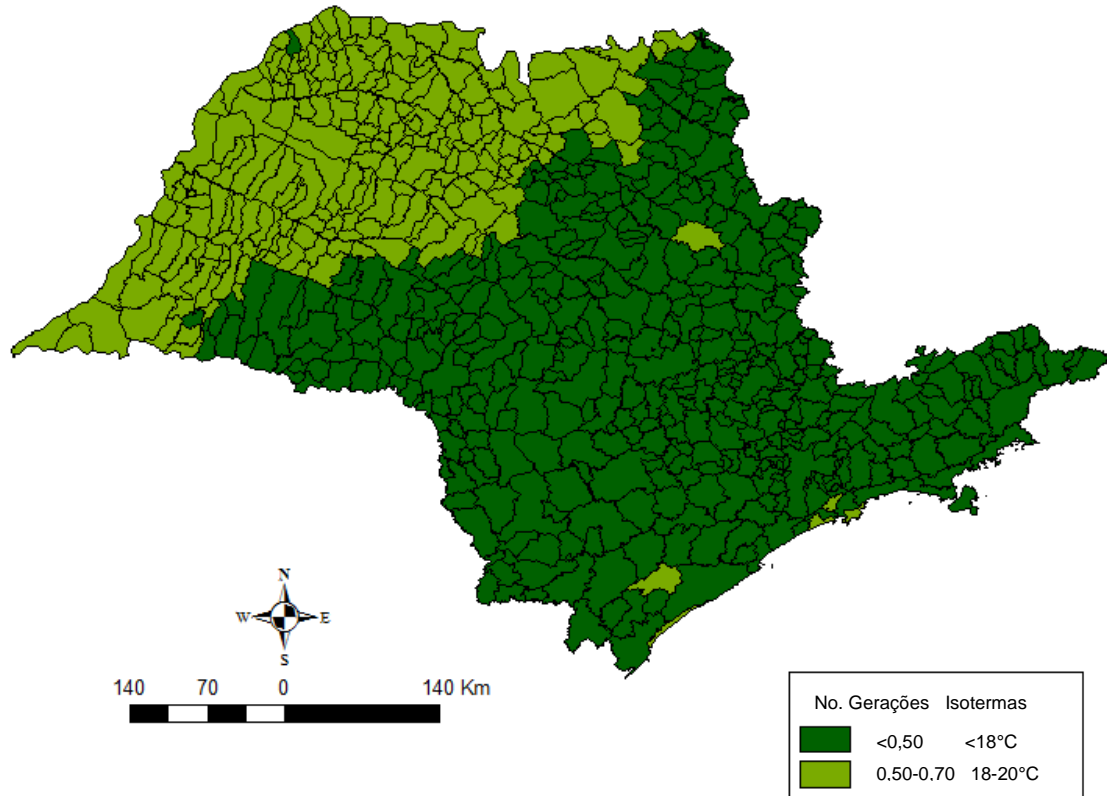 N
W E
S
140 70 0 140 Km
No. Gerações Isotermas
<0,50 <18°C
0,50-0,70 18-20°C